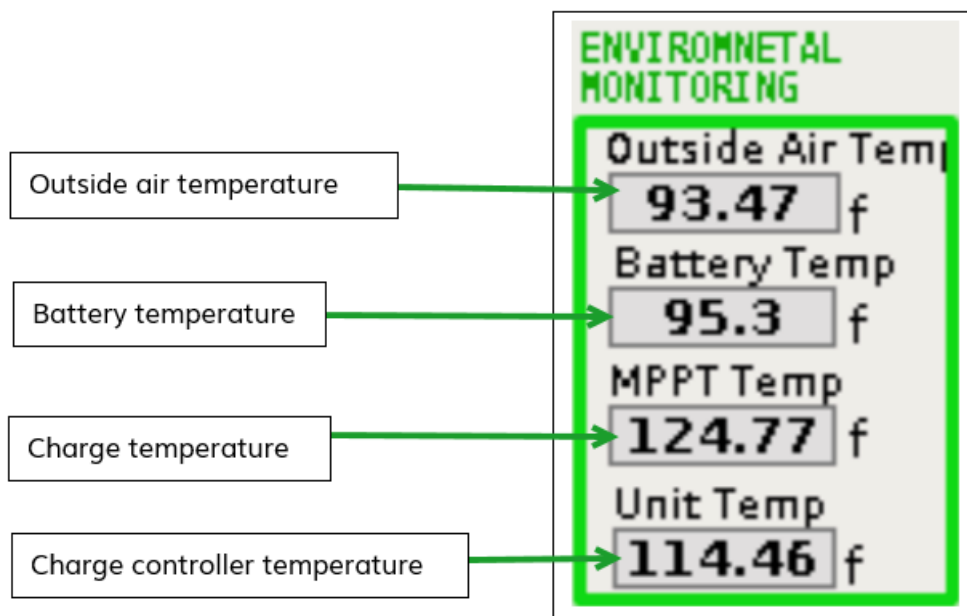 ENVIROMNETAL
MONITORING
Outside Air Temp
Outside air temperature
93.47 f
Battery Temp
Battery temperature
95.3 f
MPPT Temp
Charge temperature
124.77 f
Unit Temp
Charge controller temperature
114.46 f